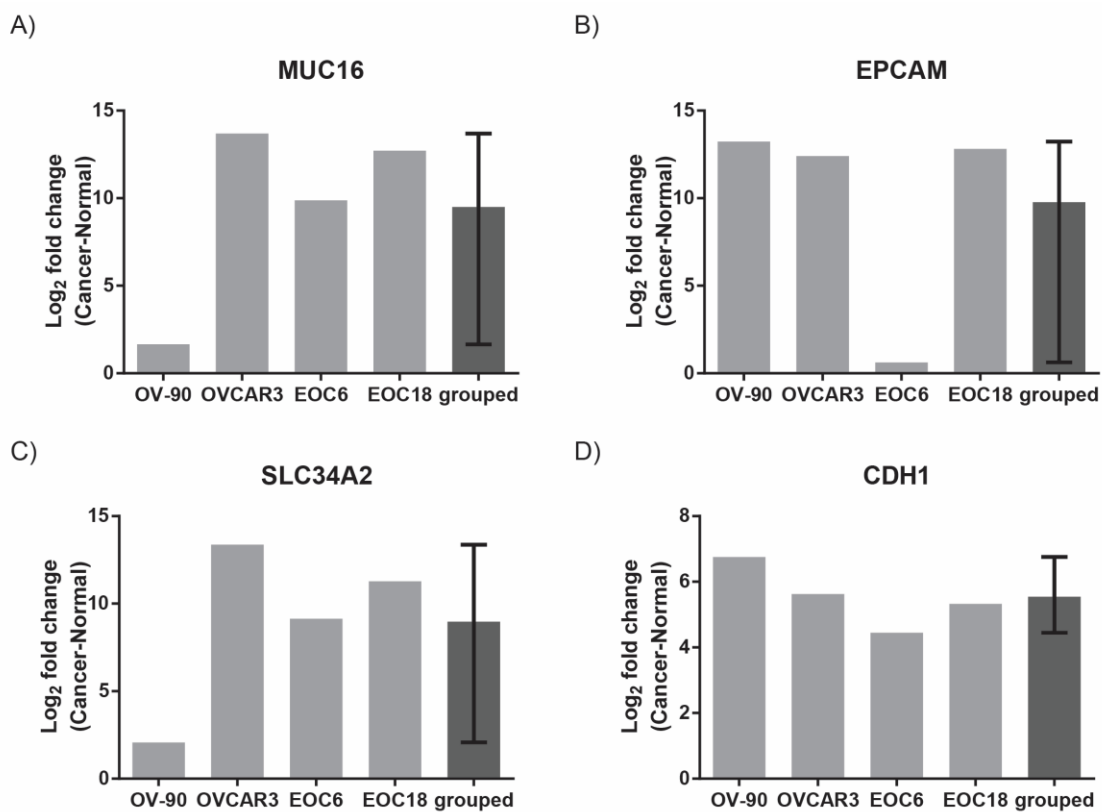 A)
MUC16
Log2 fold change
(Cancer-Normal)
15
10
5
0
OV-90 OVCAR3 EOC6 EOC18 grouped
B)
EPCAM
Log2 fold change
(Cancer-Normal)
15
10
5
0
OV-90 OVCAR3 EOC6 EOC18 grouped
C)
SLC34A2
Log2 fold change
(Cancer-Normal)
15
10
5
0
OV-90 OVCAR3 EOC6 EOC18 grouped
D)
CDH1
Log2 fold change
(Cancer-Normal)
8
6
4
2
0
OV-90 OVCAR3 EOC6 EOC18 grouped